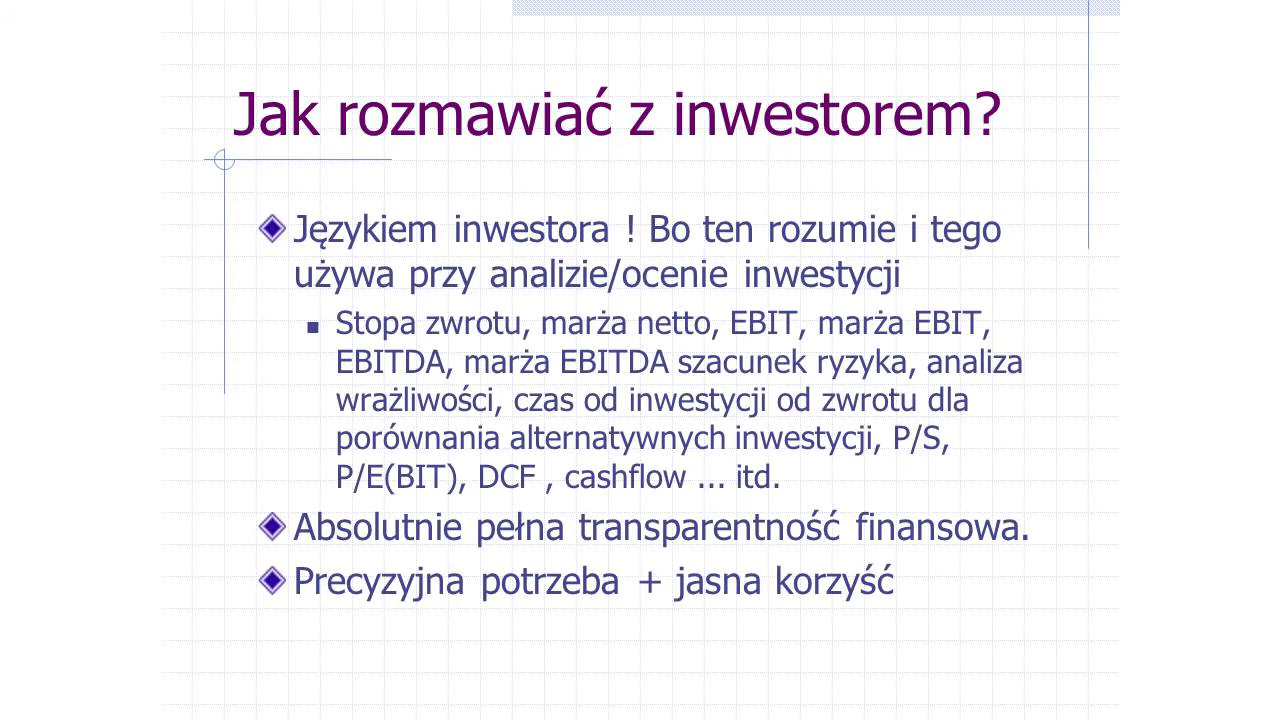 Jak rozmawiać z inwestorem?
Językiem inwestora ! Bo ten rozumie i tego
używa przy analizie/ocenie inwestycji
Stopa zwrotu, marża netto, EBIT, marża EBIT,
EBITDA, marża EBITDA szacunek ryzyka, analiza
wrażliwości, czas od inwestycji od zwrotu dla
porównania alternatywnych inwestycji, P/S,
P/E(BIT), DCF , cashflow ... itd.
Absolutnie pełna transparentność finansowa.
Precyzyjna potrzeba + jasna korzyść